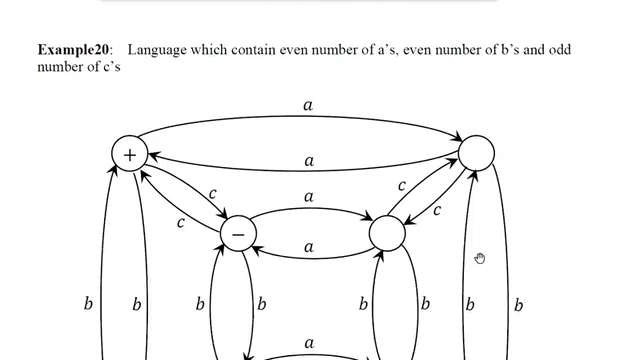 Example20: Language which contain even number of a's, even number of b's and odd
number of c's
a
+
a
c
a
c
c
c
−
a
b
b
b
b
b
b
b
b
a